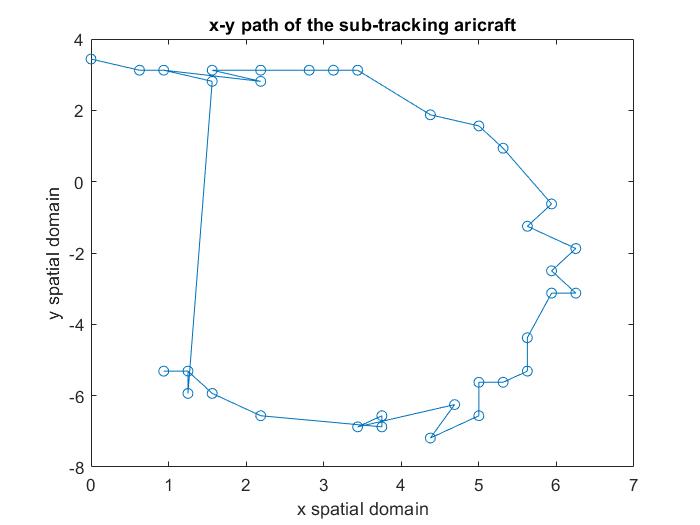 x-y path of the sub-tracking aricraft
4
2
0
-2
-4
-6
-8
y spatial domain
0 1 2 3 4 5 6 7
x spatial domain